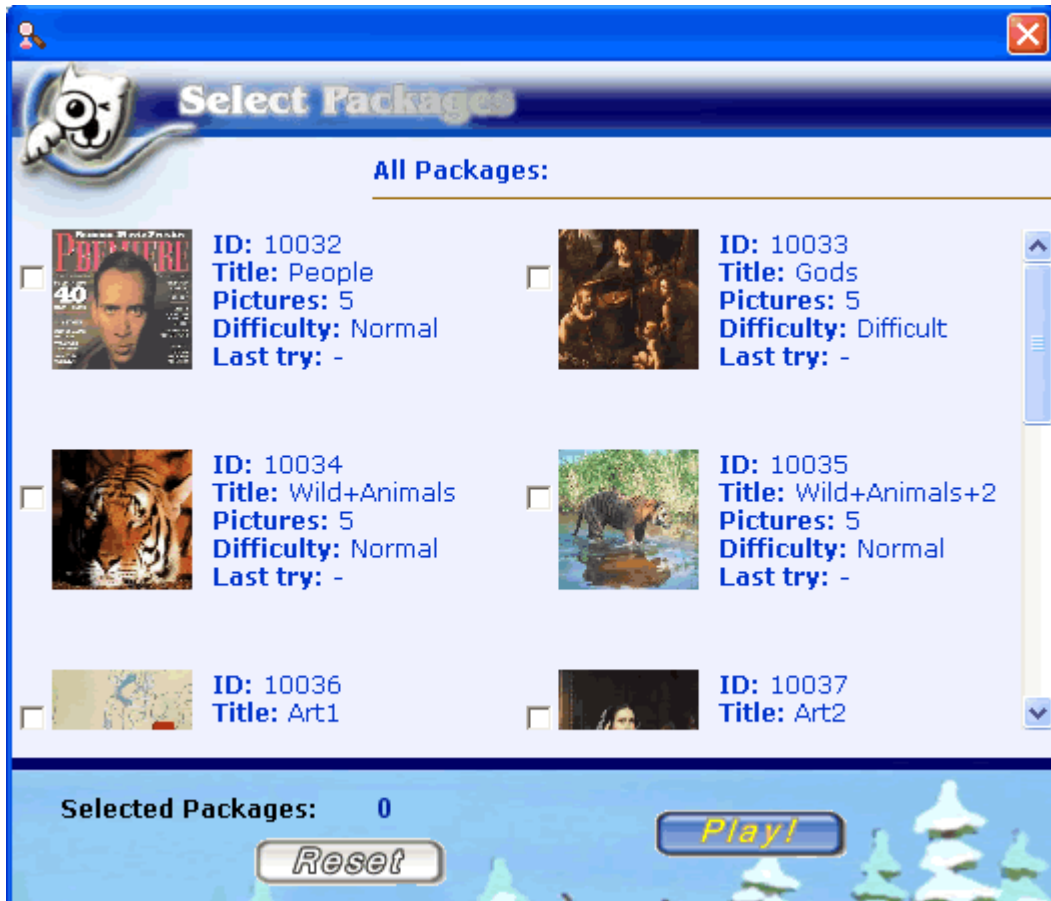 Select Packages
All Packages:
PREMIERE
40
ID: 10032
Title: People
Pictures: 5
Difficulty: Normal
Last try: -
ID: 10033
Title: Gods
Pictures: 5
Difficulty: Difficult
Last try: -
ID: 10034
Title: Wild+Animals
Pictures: 5
Difficulty: Normal
Last try: -
ID: 10035
Title: Wild+Animals+2
Pictures: 5
Difficulty: Normal
Last try: -
ID: 10036
Title: Art1
ID: 10037
Title: Art2
Selected Packages: 0
Play!
Reset